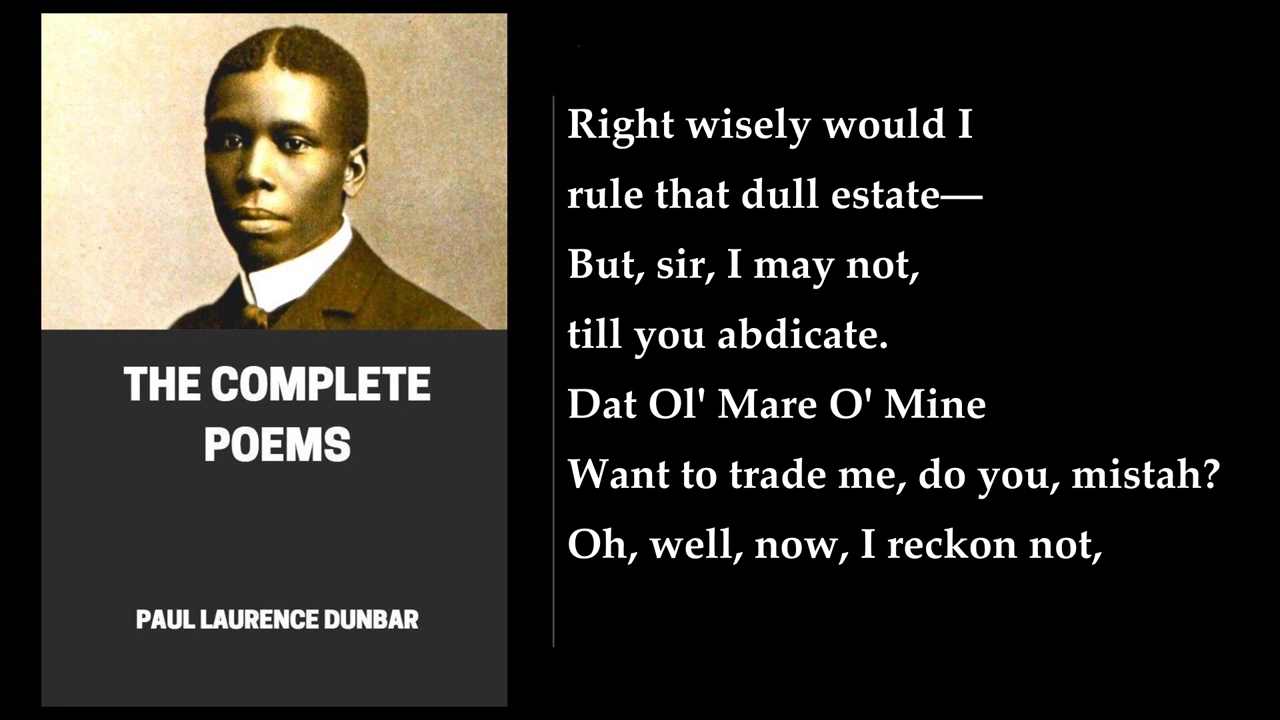 THE COMPLETE
POEMS
PAUL LAURENCE DUNBAR
Right wisely would I
rule that dull estate—
But, sir, I may not,
till you abdicate.
Dat Ol' Mare O' Mine
Want to trade me, do you, mistah?
Oh, well, now, I reckon not,